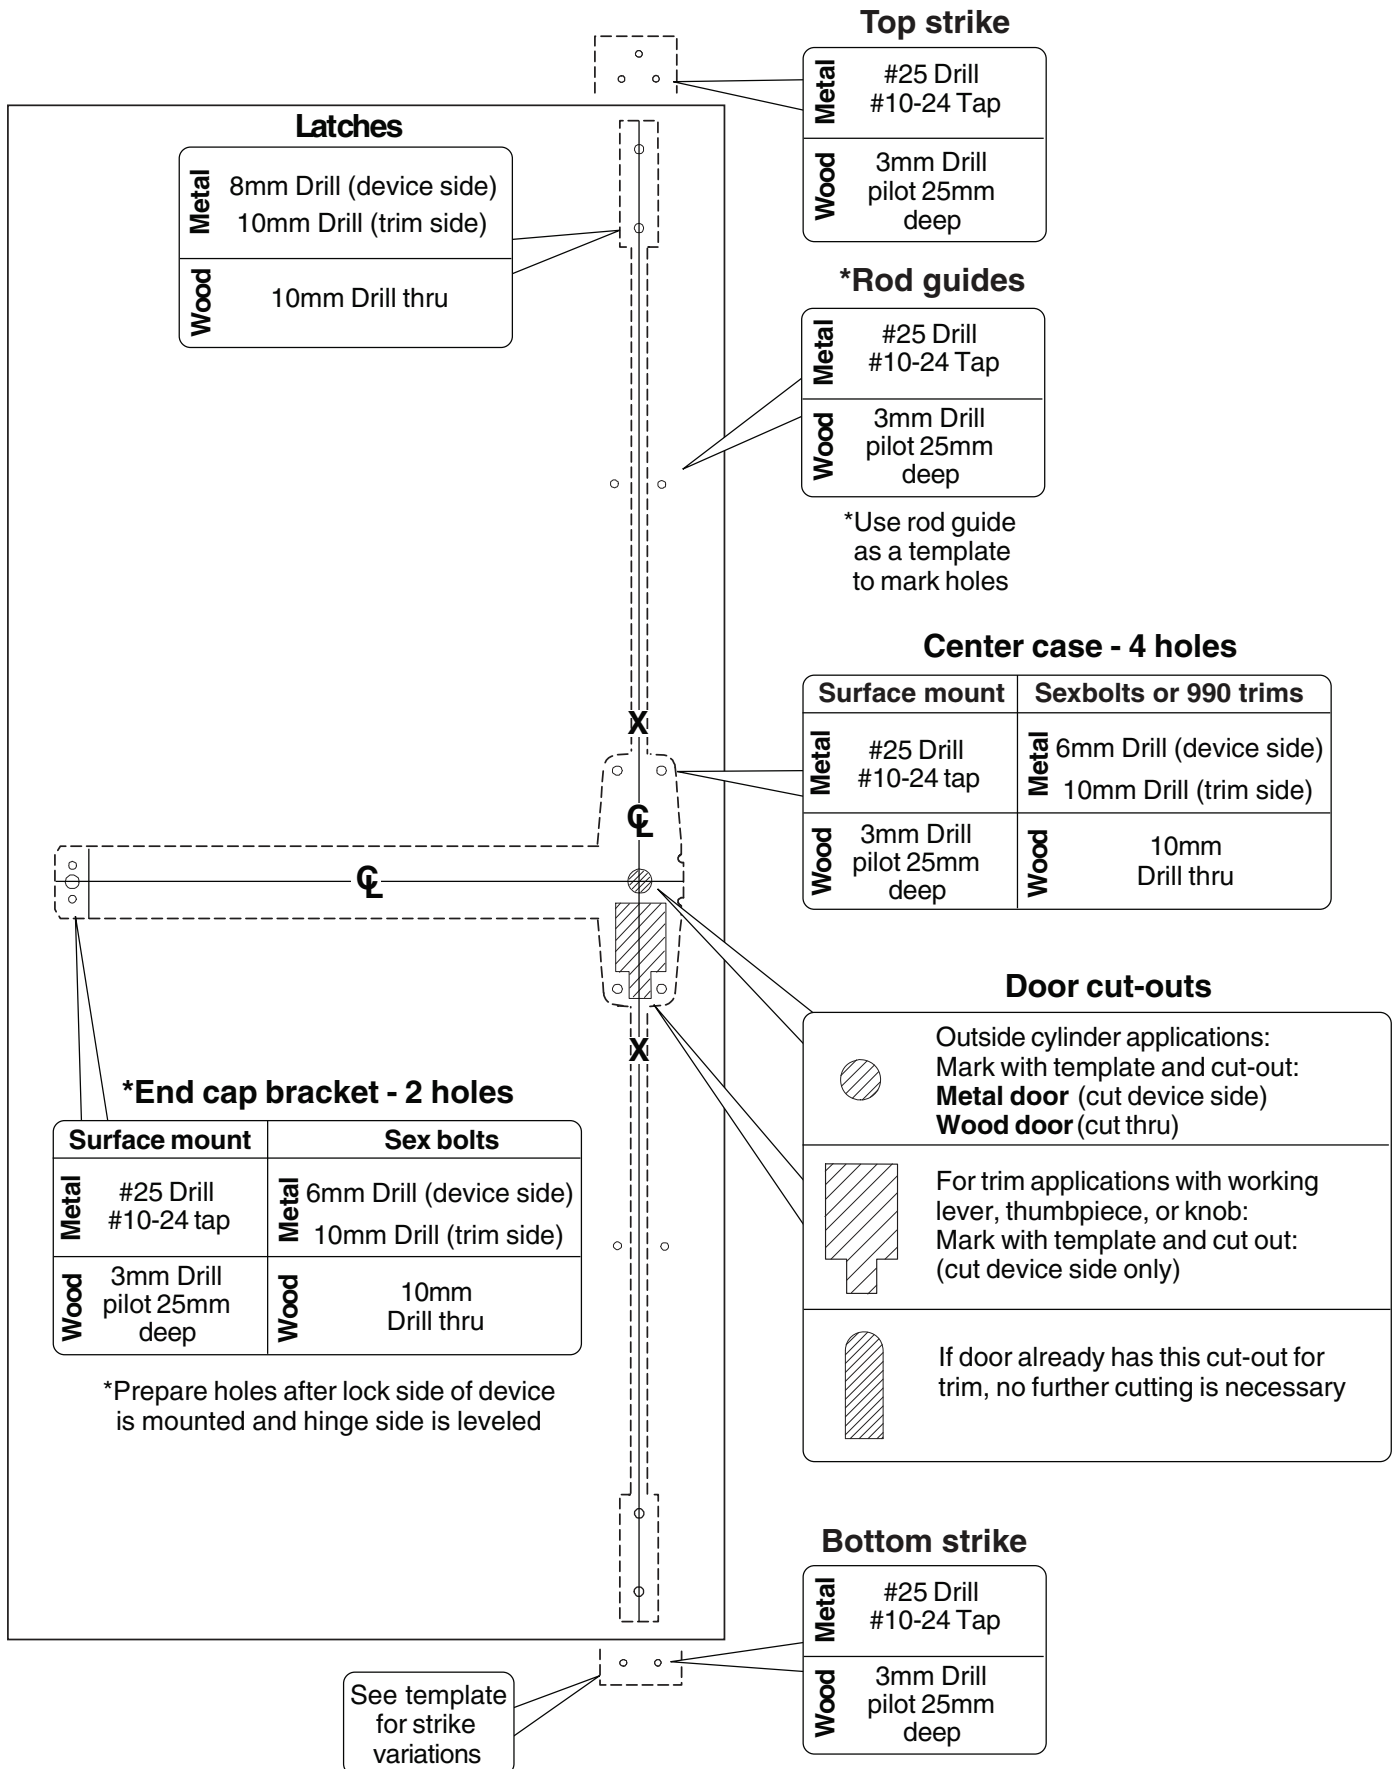 Top strike
Metal
#25 Drill
#10-24 Tap
Wood
3mm Drill
pilot 25mm
deep
Latches
Metal
8mm Drill (device side)
10mm Drill (trim side)
Wood
10mm Drill thru
*Rod guides
Metal
#25 Drill
#10-24 Tap
Wood
3mm Drill
pilot 25mm
deep
*Use rod guide
as a template
to mark holes
Center case - 4 holes
Surface mount
Sexbolts or 990 trims
Metal
#25 Drill
#10-24 tap
Metal
6mm Drill (device side)
10mm Drill (trim side)
Wood
3mm Drill
pilot 25mm
deep
Wood
10mm
Drill thru
X
℄
℄
X
Door cut-outs
Outside cylinder applications:
Mark with template and cut-out:
Metal door (cut device side)
Wood door (cut thru)
For trim applications with working
lever, thumbpiece, or knob:
Mark with template and cut out:
(cut device side only)
If door already has this cut-out for
trim, no further cutting is necessary
*End cap bracket - 2 holes
Surface mount
Sex bolts
Metal
#25 Drill
#10-24 tap
Metal
6mm Drill (device side)
10mm Drill (trim side)
Wood
3mm Drill
pilot 25mm
deep
Wood
10mm
Drill thru
*Prepare holes after lock side of device
is mounted and hinge side is leveled
Bottom strike
Metal
#25 Drill
#10-24 Tap
Wood
3mm Drill
pilot 25mm
deep
See template
for strike
variations